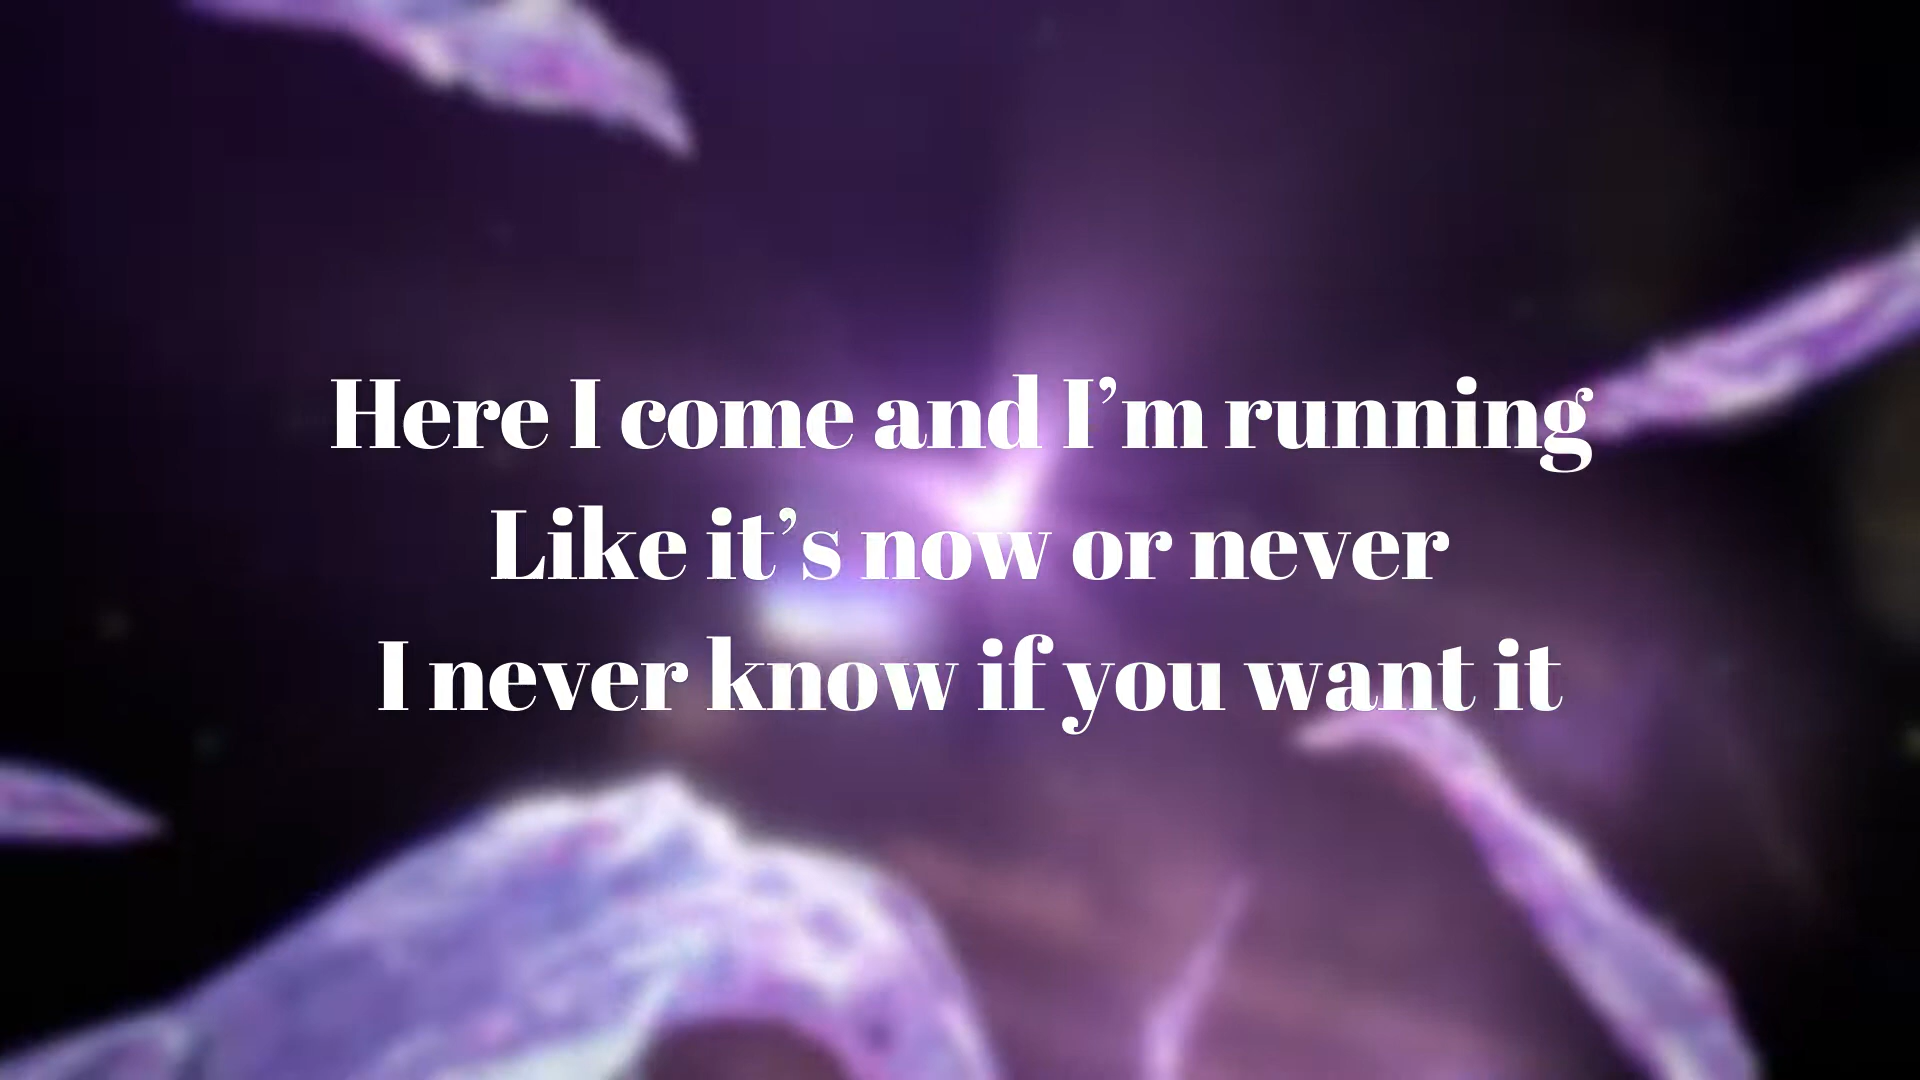 Here I come and I’m running
Like it’s now or never
I never know if you want it